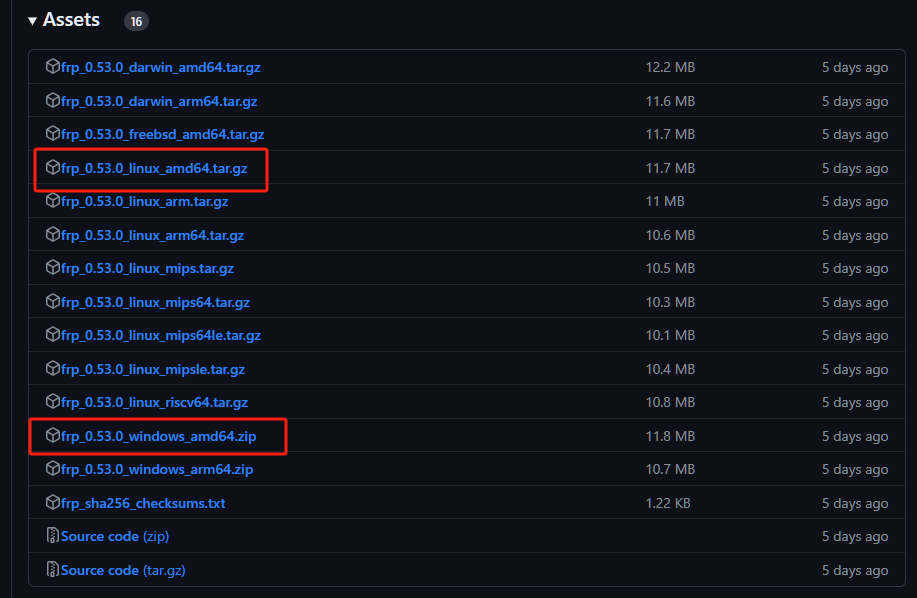 Assets 16
frp_0.53.0_darwin_amd64.tar.gz 12.2 MB 5 days ago
frp_0.53.0_darwin_arm64.tar.gz 11.6 MB 5 days ago
frp_0.53.0_freebsd_amd64.tar.gz 11.7 MB 5 days ago
frp_0.53.0_linux_amd64.tar.gz 11.7 MB 5 days ago
frp_0.53.0_linux_arm.tar.gz 11 MB 5 days ago
frp_0.53.0_linux_arm64.tar.gz 10.6 MB 5 days ago
frp_0.53.0_linux_mips.tar.gz 10.5 MB 5 days ago
frp_0.53.0_linux_mips64.tar.gz 10.3 MB 5 days ago
frp_0.53.0_linux_mips64le.tar.gz 10.1 MB 5 days ago
frp_0.53.0_linux_mipsle.tar.gz 10.4 MB 5 days ago
frp_0.53.0_linux_riscv64.tar.gz 10.8 MB 5 days ago
frp_0.53.0_windows_amd64.zip 11.8 MB 5 days ago
frp_0.53.0_windows_arm64.zip 10.7 MB 5 days ago
frp_sha256_checksums.txt 1.22 KB 5 days ago
Source code (zip) 5 days ago
Source code (tar.gz) 5 days ago